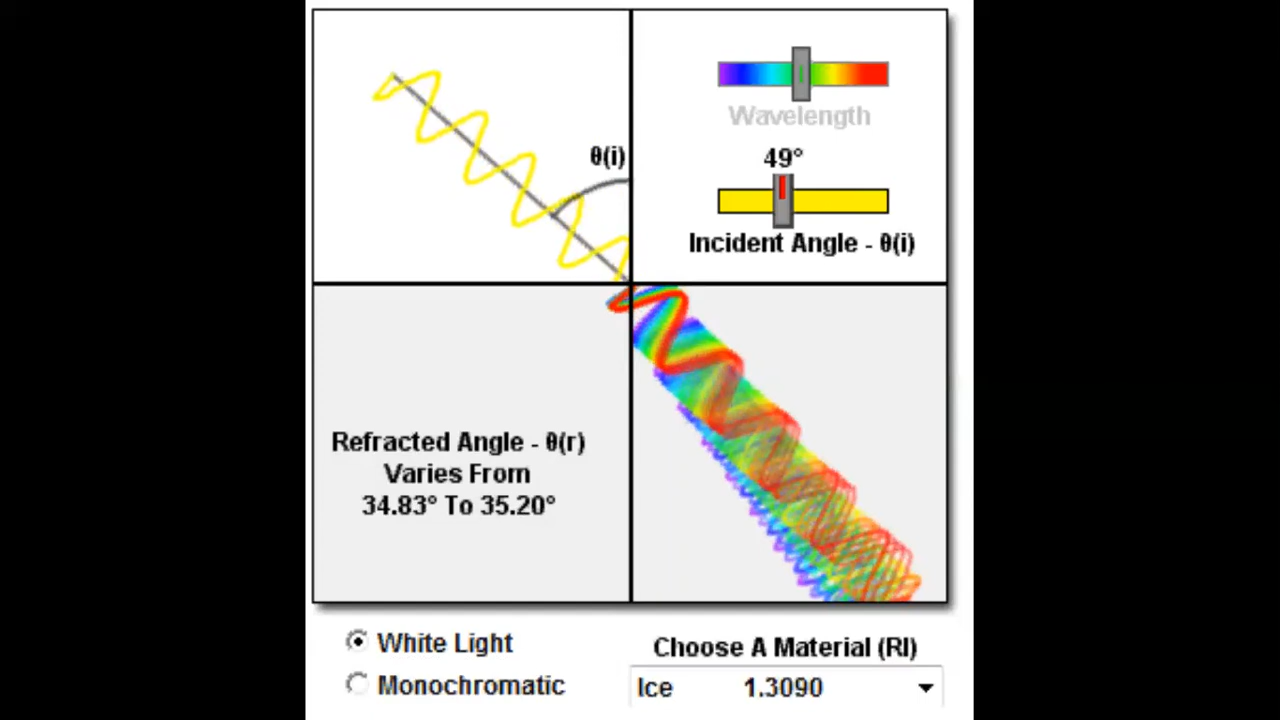 θ(i)
Wavelength
49°
Incident Angle - θ(i)
Refracted Angle - θ(r)
Varies From
34.83° To 35.20°
White Light
Monochromatic
Choose A Material (RI)
Ice 1.3090